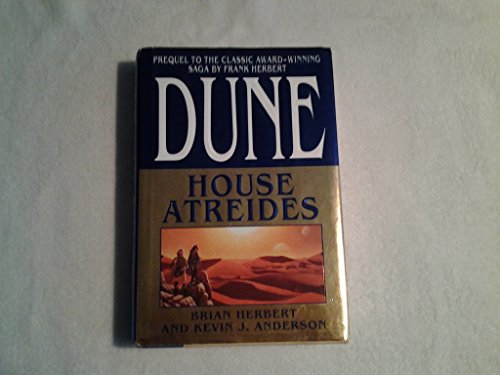 PREQUEL TO THE CLASSIC AWARD-WINNING
SAGA BY FRANK HERBERT
DUNE
HOUSE
ATREIDES
BRIAN HERBERT
AND KEVIN J. ANDERSON